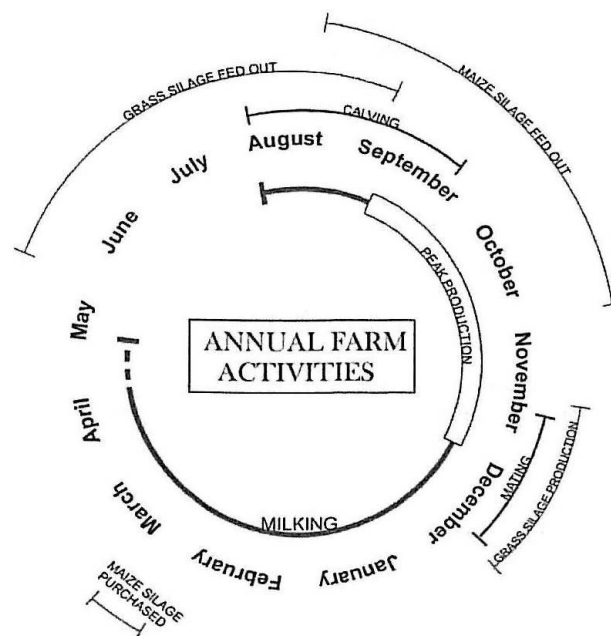 GRASS SILAGE FED OUT
MAIZE SILAGE FED OUT
CALVING
August
September
July
June
October
PEAK PRODUCTION
May
November
ANNUAL FARM
ACTIVITIES
April
MATING
GRASS SILAGE PRODUCTION
December
March
MILKING
February
January
MAIZE SILAGE
PURCHASED